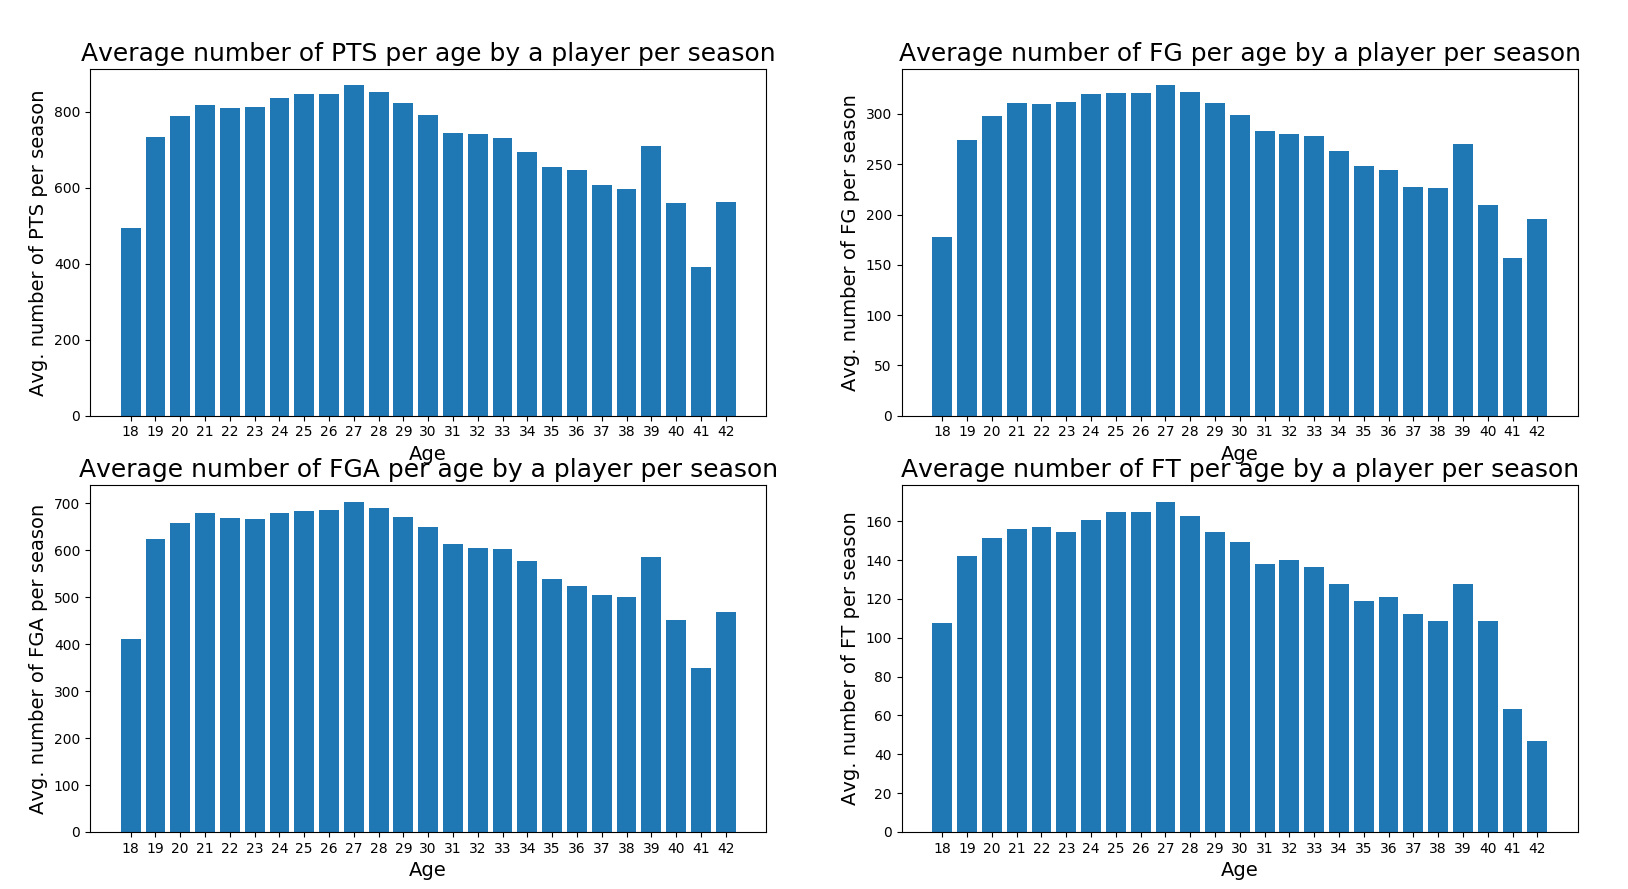 Average number of PTS per age by a player per season
Avg. number of PTS per season
800
600
400
200
0
18 19 20 21 22 23 24 25 26 27 28 29 30 31 32 33 34 35 36 37 38 39 40 41 42
Age
Average number of FG per age by a player per season
Avg. number of FG per season
300
250
200
150
100
50
0
18 19 20 21 22 23 24 25 26 27 28 29 30 31 32 33 34 35 36 37 38 39 40 41 42
Age
Average number of FGA per age by a player per season
Avg. number of FGA per season
700
600
500
400
300
200
100
0
18 19 20 21 22 23 24 25 26 27 28 29 30 31 32 33 34 35 36 37 38 39 40 41 42
Age
Average number of FT per age by a player per season
Avg. number of FT per season
160
140
120
100
80
60
40
20
0
18 19 20 21 22 23 24 25 26 27 28 29 30 31 32 33 34 35 36 37 38 39 40 41 42
Age